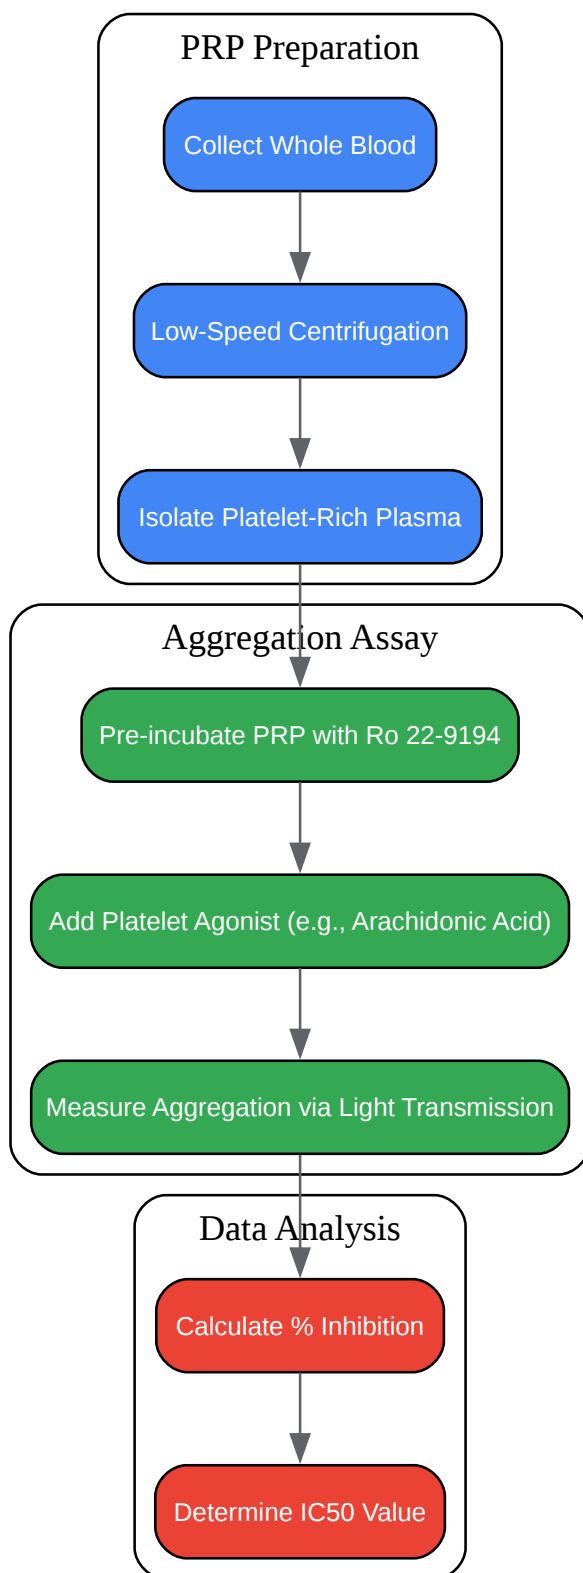 PRP Preparation
Collect Whole Blood
Low-Speed Centrifugation
Isolate Platelet-Rich Plasma
Aggregation Assay
Pre-incubate PRP with Ro 22-9194
Add Platelet Agonist (e.g., Arachidonic Acid)
Measure Aggregation via Light Transmission
Data Analysis
Calculate % Inhibition
Determine IC50 Value